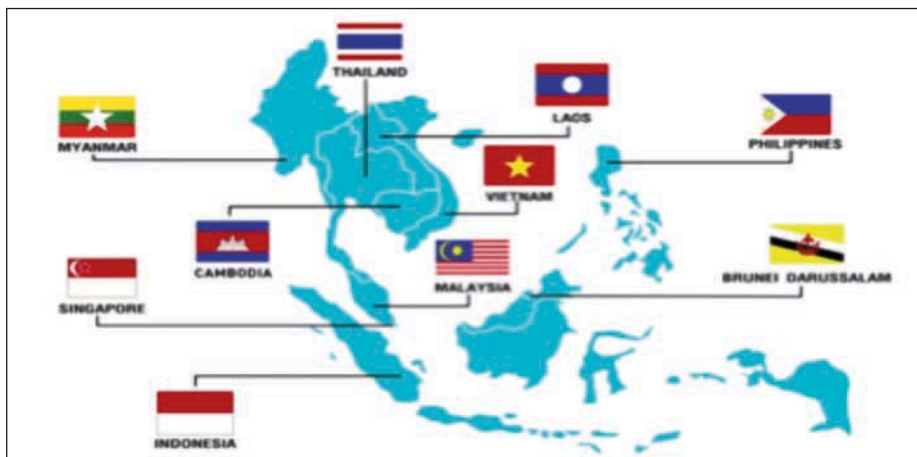 THAILAND
LAOS
MYANMAR
PHILIPPINES
VIETNAM
CAMBODIA
MALAYSIA
BRUNEI DARUSSALAM
SINGAPORE
INDONESIA